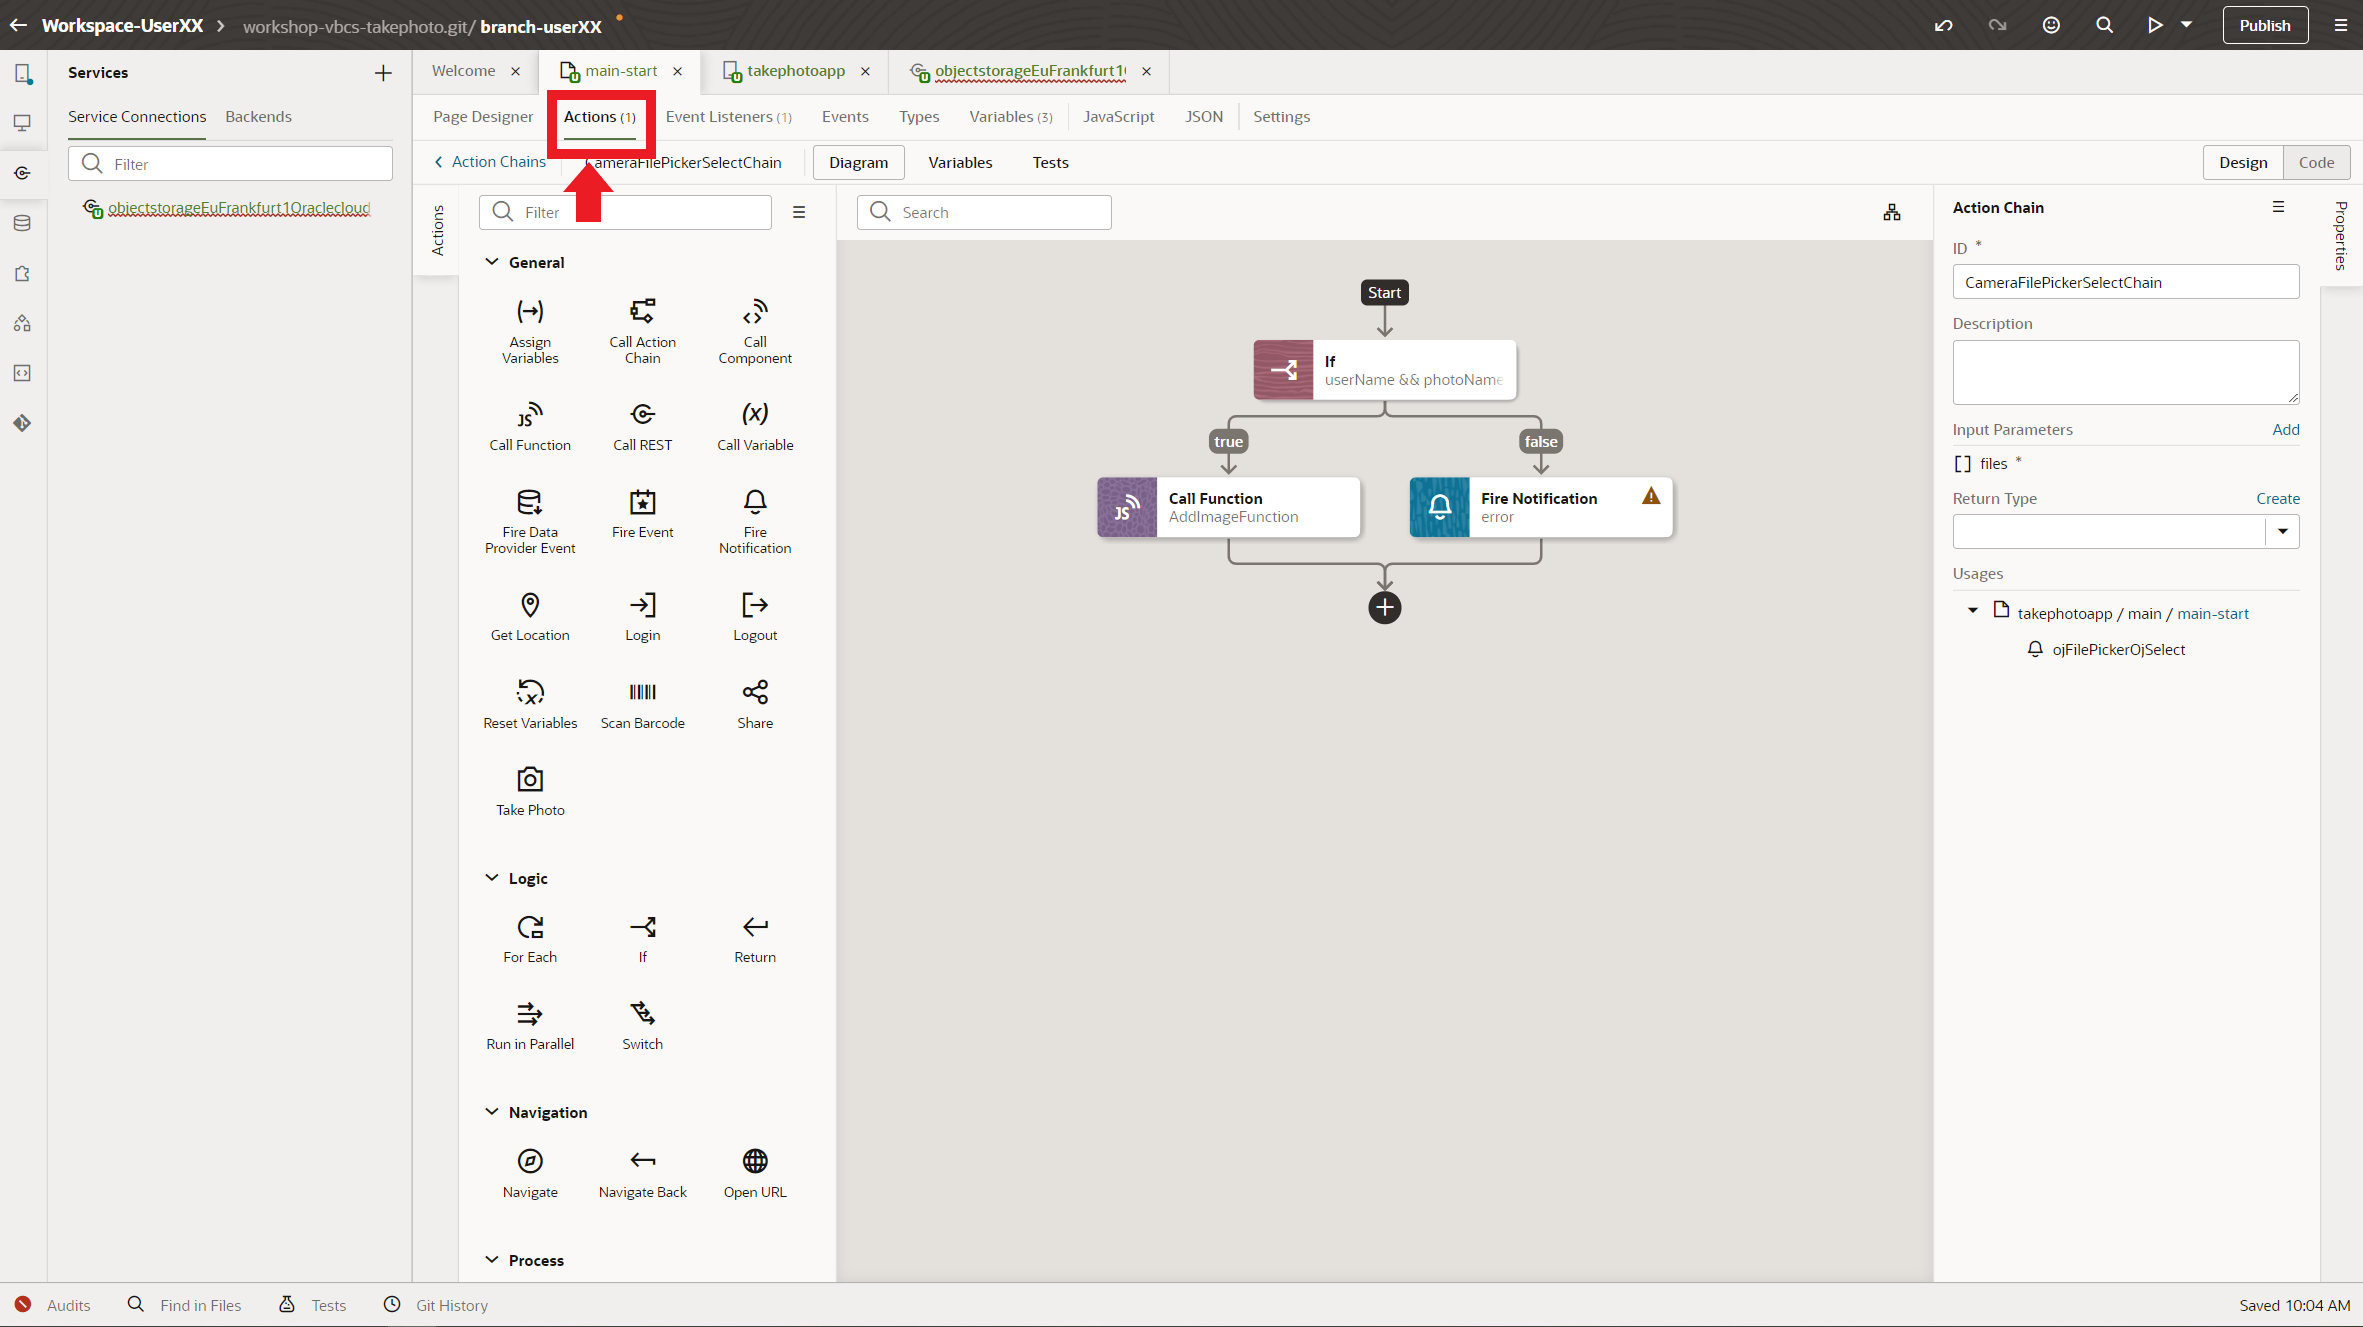 Workspace-UserXX
workshop-vbcs-takephoto.git/ branch-userXX
Publish
Services
Service Connections
Backends
Filter
objectstorageEuFrankfurt1Oraclecloud
Welcome
main-start
takephotoapp
objectstorageEuFrankfurt1
Page Designer
Actions (1)
Event Listeners (1)
Events
Types
Variables (3)
JavaScript
JSON
Settings
Action Chains
CameraFilePickerSelectChain
Diagram
Variables
Tests
Design
Code
Actions
Filter
General
Assign Variables
Call Action Chain
Call Component
JS
Call Function
Call REST
(x)
Call Variable
Fire Data Provider Event
Fire Event
Fire Notification
Get Location
Login
Logout
Reset Variables
Scan Barcode
Share
Take Photo
Logic
For Each
If
Return
Run in Parallel
Switch
Navigation
Navigate
Navigate Back
Open URL
Process
Search
Start
If
userName && photoName
true
false
JS
Call Function
AddImageFunction
Fire Notification
error
Action Chain
ID *
CameraFilePickerSelectChain
Description
Input Parameters
Add
[] files *
Return Type
Create
Usages
takephotoapp / main / main-start
ojFilePickerOjSelect
Properties
Audits
Find in Files
Tests
Git History
Saved 10:04 AM